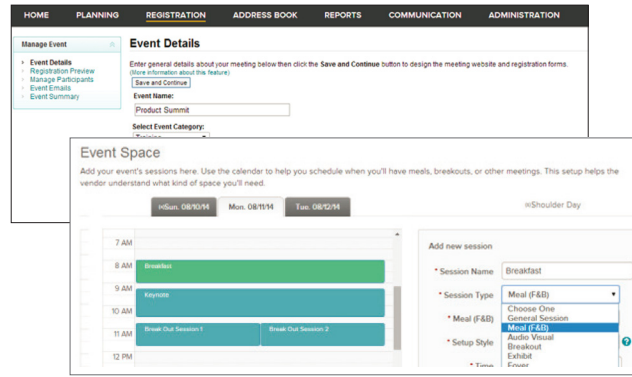 HOME PLANNING REGISTRATION ADDRESS BOOK REPORTS COMMUNICATION ADMINISTRATION
Manage Event
Event Details
Registration Preview
Manage Participants
Event Emails
Event Summary
Event Details
Enter general details about your meeting below then click the Save and Continue button to design the meeting website and registration forms.
(More information about this feature)
Save and Continue
Event Name:
Product Summit
Select Event Category:
Training
Event Space
Add your event's sessions here. Use the calendar to help you schedule when you'll have meals, breakouts, or other meetings. This setup helps the
vendor understand what kind of space you'll need.
Sun. 08/10/14 Mon. 08/11/14 Tue. 08/12/14 Shoulder Day
7 AM
8 AM Breakfast
9 AM
Keynote
10 AM
11 AM Break Out Session 1 Break Out Session 2
12 PM
Add new session
* Session Name Breakfast
* Session Type Meal (F&B)
* Meal (F&B)
* Setup Style
* Time
Choose One
General Session
Meal (F&B)
Audio Visual
Breakout
Exhibit
Foyer